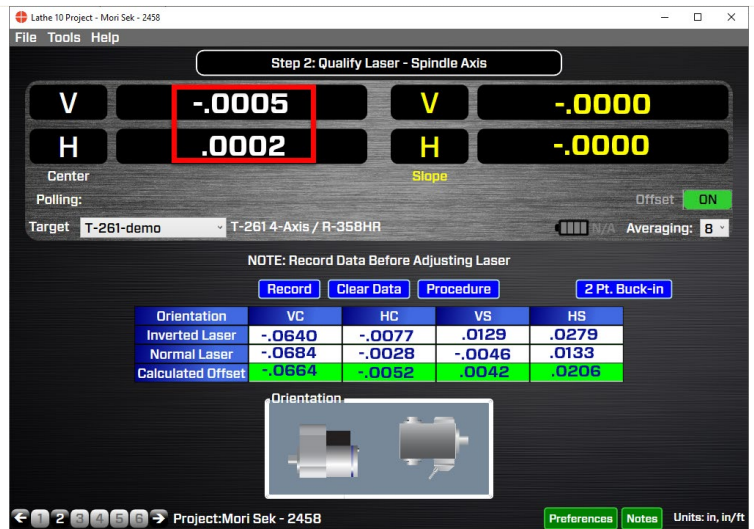 Lathe 10 Project - Mori Sek - 2458
File Tools Help
Step 2: Qualify Laser - Spindle Axis
V -.0005 V -.0000
H .0002 H -.0000
Center Slope
Polling: Offset ON
Target T-261-demo T-261 4-Axis / R-358HR N/A Averaging: 8
NOTE: Record Data Before Adjusting Laser
Record Clear Data Procedure 2 Pt. Buck-in
Orientation VC HC VS HS
Inverted Laser -.0640 -.0077 .0129 .0279
Normal Laser -.0684 -.0028 -.0046 .0133
Calculated Offset -.0664 -.0052 .0042 .0206
Orientation
1 2 3 4 5 6 Project:Mori Sek - 2458 Preferences Notes Units: in, in/ft